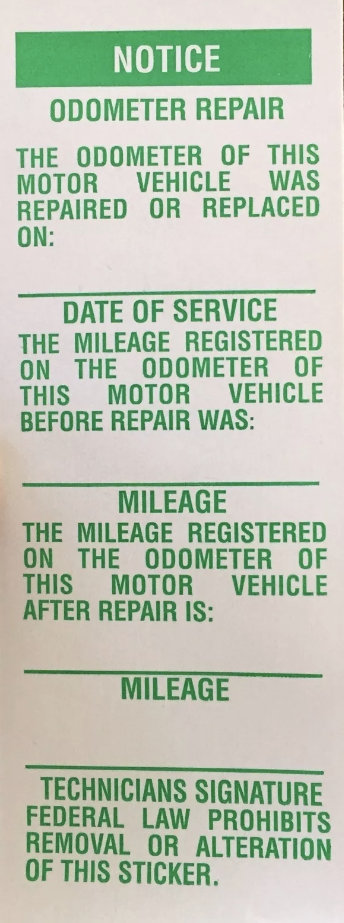 NOTICE
ODOMETER REPAIR
THE ODOMETER OF THIS
MOTOR VEHICLE WAS
REPAIRED OR REPLACED
ON:
DATE OF SERVICE
THE MILEAGE REGISTERED
ON THE ODOMETER OF
THIS MOTOR VEHICLE
BEFORE REPAIR WAS:
MILEAGE
THE MILEAGE REGISTERED
ON THE ODOMETER OF
THIS MOTOR VEHICLE
AFTER REPAIR IS:
MILEAGE
TECHNICIANS SIGNATURE
FEDERAL LAW PROHIBITS
REMOVAL OR ALTERATION
OF THIS STICKER.